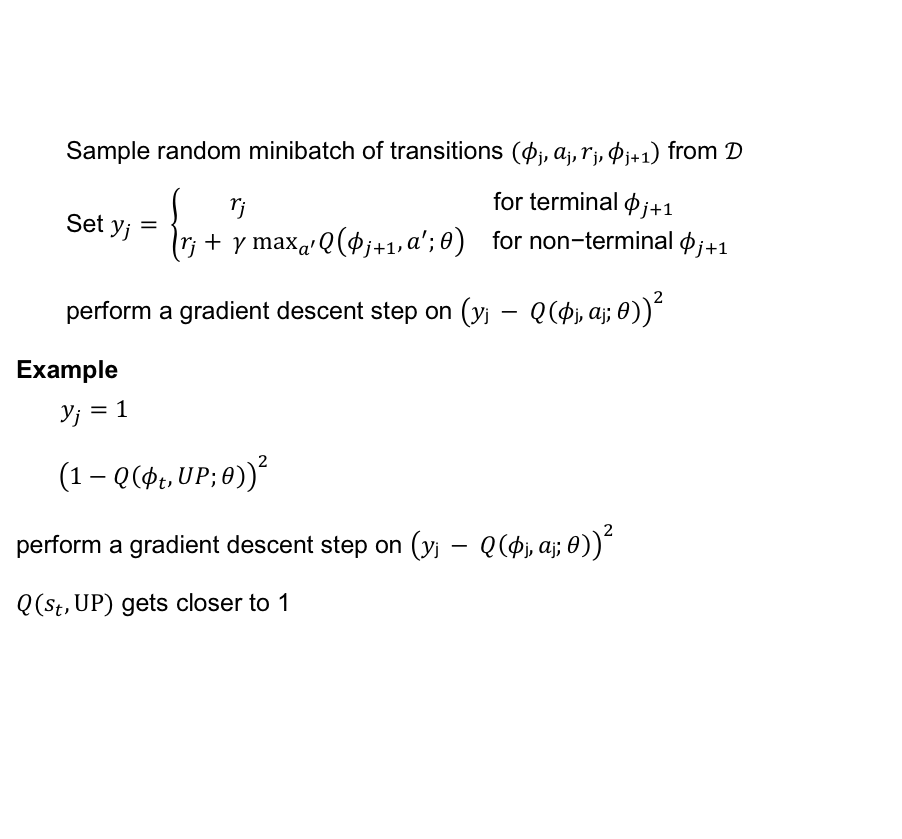 Sample random minibatch of transitions (ϕⱼ, aⱼ, rⱼ, ϕⱼ₊₁) from 𝒟
Set yⱼ = { rⱼ for terminal ϕⱼ₊₁
rⱼ + γ maxₐ′ Q(ϕⱼ₊₁, a′; θ) for non−terminal ϕⱼ₊₁
perform a gradient descent step on (yⱼ − Q(ϕⱼ, aⱼ; θ))²
Example
yⱼ = 1
(1 − Q(ϕₜ, UP; θ))²
perform a gradient descent step on (yⱼ − Q(ϕⱼ, aⱼ; θ))²
Q(sₜ, UP) gets closer to 1